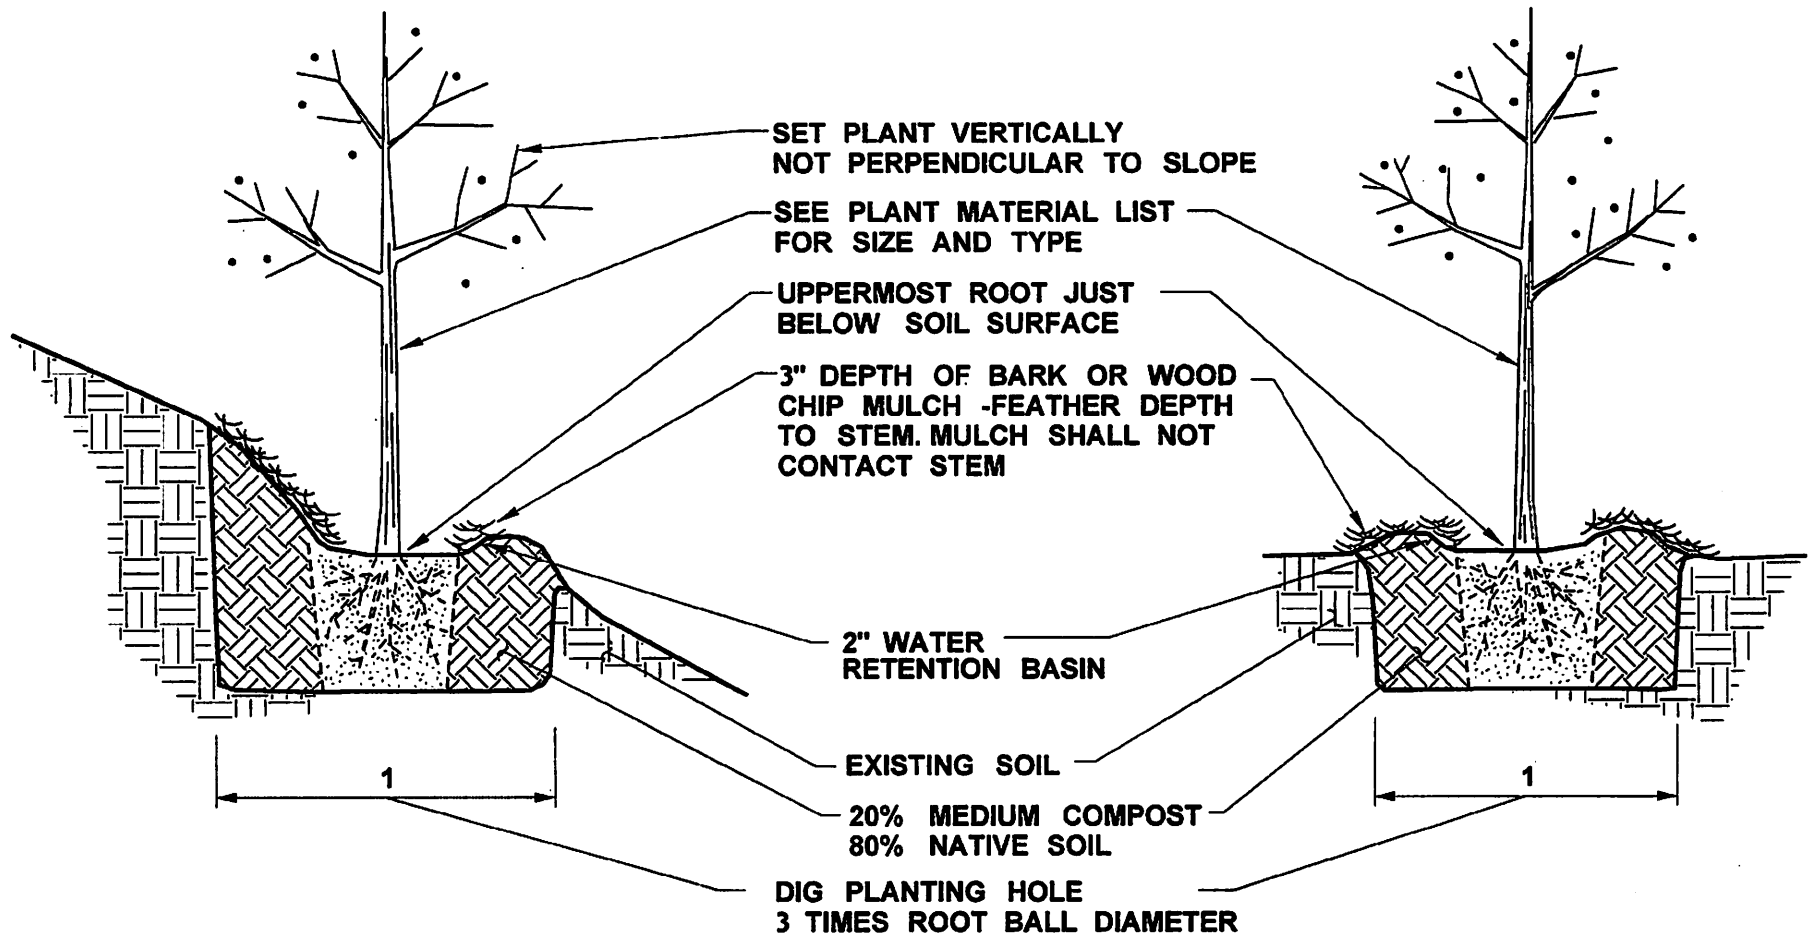 SET PLANT VERTICALLY
NOT PERPENDICULAR TO SLOPE
SEE PLANT MATERIAL LIST
FOR SIZE AND TYPE
UPPERMOST ROOT JUST
BELOW SOIL SURFACE
3" DEPTH OF BARK OR WOOD
CHIP MULCH -FEATHER DEPTH
TO STEM. MULCH SHALL NOT
CONTACT STEM
2" WATER
RETENTION BASIN
EXISTING SOIL
1
1
20% MEDIUM COMPOST
80% NATIVE SOIL
DIG PLANTING HOLE
3 TIMES ROOT BALL DIAMETER